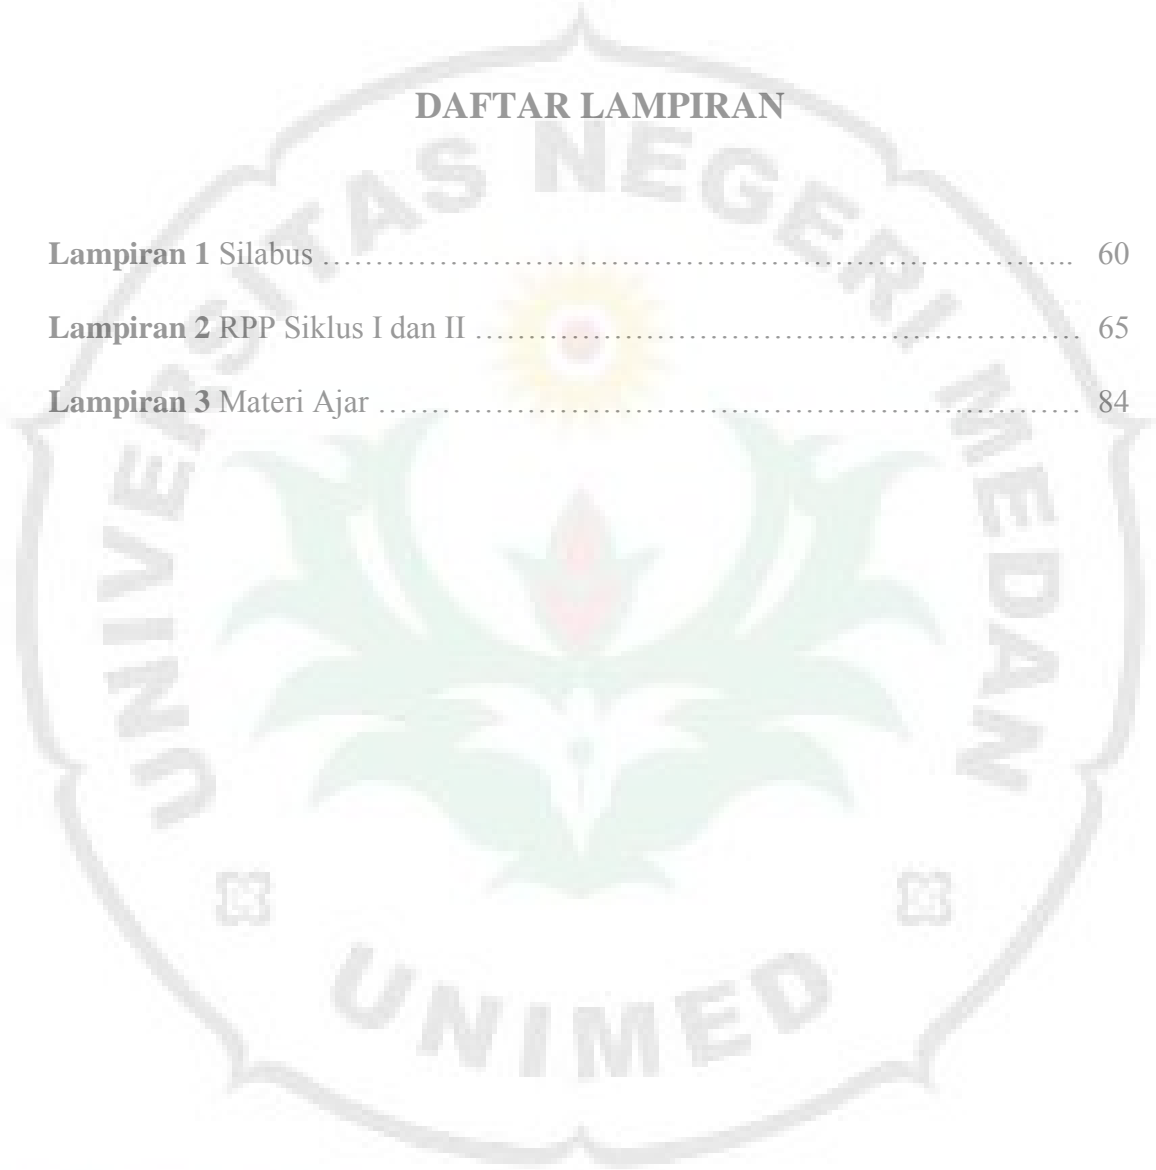 DAFTAR LAMPIRAN
Lampiran 1 Silabus ………………………………………………………………….. 60
Lampiran 2 RPP Siklus I dan II …………………………………………………… 65
Lampiran 3 Materi Ajar …………………………………………………………… 84
UNIVERSITAS NEGERI MEDAN
UNIMED